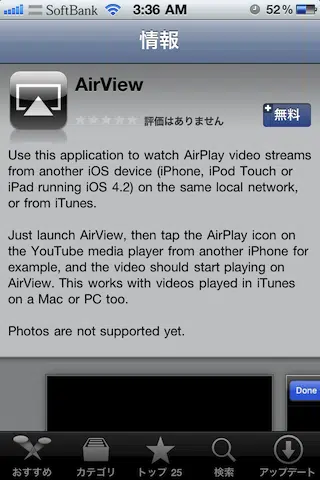 SoftBank 3:36 AM 52%
情報
AirView
評価はありません
無料
Use this application to watch AirPlay video streams
from another iOS device (iPhone, iPod Touch or
iPad running iOS 4.2) on the same local network,
or from iTunes.
Just launch AirView, then tap the AirPlay icon on
the YouTube media player from another iPhone for
example, and the video should start playing on
AirView. This works with videos played in iTunes
on a Mac or PC too.
Photos are not supported yet.
Done
おすすめ カテゴリ トップ 25 検索 アップデート